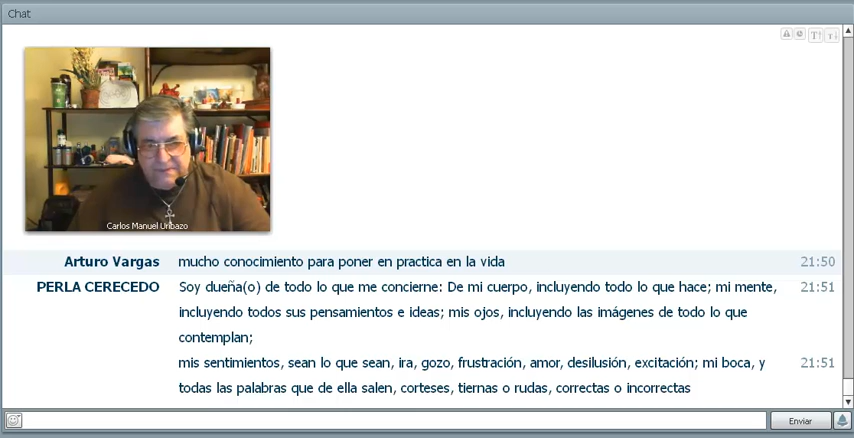 Chat
Carlos Manuel Uribazo
Arturo Vargas mucho conocimiento para poner en practica en la vida 21:50
PERLA CERECEDO Soy dueña(o) de todo lo que me concierne: De mi cuerpo, incluyendo todo lo que hace; mi mente, 21:51
incluyendo todos sus pensamientos e ideas; mis ojos, incluyendo las imágenes de todo lo que
contemplan;
mis sentimientos, sean lo que sean, ira, gozo, frustración, amor, desilusión, excitación; mi boca, y 21:51
todas las palabras que de ella salen, corteses, tiernas o rudas, correctas o incorrectas
Enviar